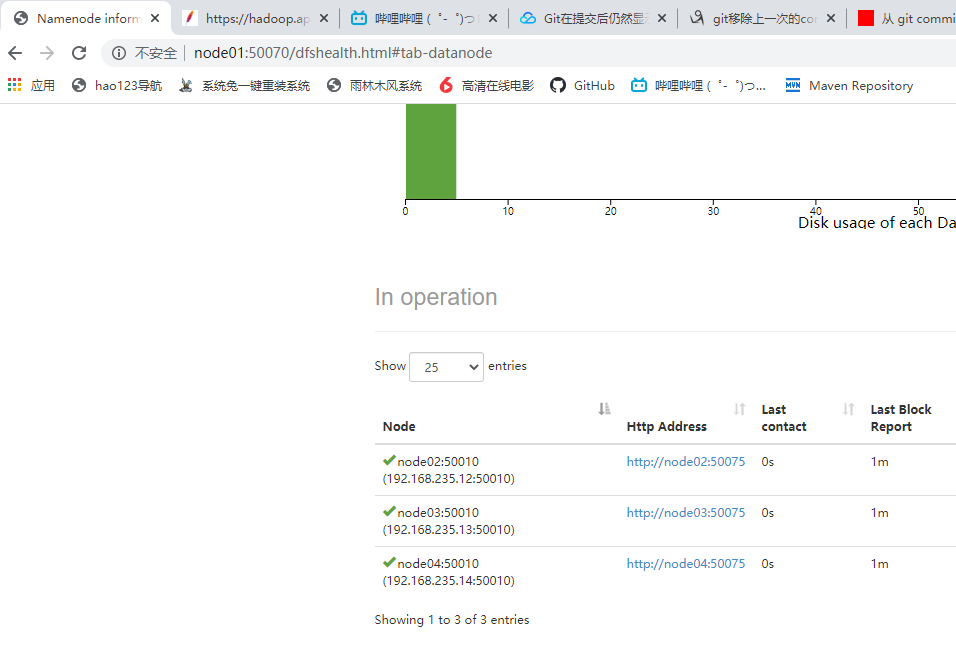 Namenode inform
https://hadoop.ap
哔哩哔哩 (゜-゜)つ
Git在提交后仍然显
git移除上一次的co
从 git commi
不安全 node01:50070/dfshealth.html#tab-datanode
应用 hao123导航 系统兔一键重装系统 雨林木风系统 高清在线电影 GitHub 哔哩哔哩 (゜-゜)つ... MVN Maven Repository
0 10 20 30 40 50
Disk usage of each Da
In operation
Show 25 entries
Node Http Address Last contact Last Block Report
node02:50010 http://node02:50075 0s 1m
(192.168.235.12:50010)
node03:50010 http://node03:50075 0s 1m
(192.168.235.13:50010)
node04:50010 http://node04:50075 0s 1m
(192.168.235.14:50010)
Showing 1 to 3 of 3 entries